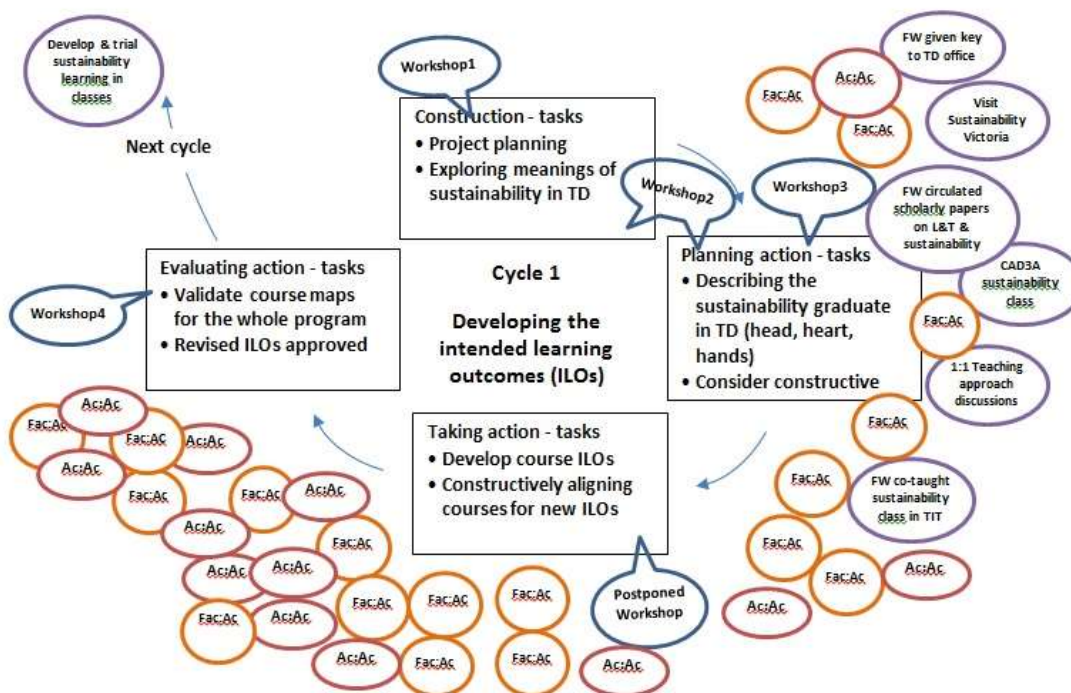 Develop & trial
sustainability
learning in
classes
Next cycle
Workshop1
Construction - tasks
• Project planning
• Exploring meanings of
sustainability in TD
Workshop2
Workshop3
Fac:Ac
Ac:Ac
Fac:Ac
FW given key
to TD office
Visit
Sustainability
Victoria
FW circulated
scholarly papers
on L&T &
sustainability
CAD3A
sustainability
class
Fac:Ac
1:1 Teaching
approach
discussions
Planning action - tasks
• Describing the
sustainability graduate
in TD (head, heart,
hands)
• Consider constructive
Cycle 1
Developing the
intended learning
outcomes (ILOs)
Evaluating action - tasks
• Validate course maps
for the whole program
• Revised ILOs approved
Workshop4
Taking action - tasks
• Develop course ILOs
• Constructively aligning
courses for new ILOs
Postponed
Workshop
Fac:Ac
Fac:Ac
FW co-taught
sustainability
class in TIT
Fac:Ac
Fac:Ac
Ac:Ac
Ac:Ac
Ac:Ac
Fac:Ac
Fac:AC
Ac:Ac
Ac:Ac
Fac:Ac
Fac:Ac
Ac:Ac
Ac:Ac
Fac:Ac
Ac:Ac
Ac:Ac
Fac:Ac
Ac:Ac
Fac:Ac
Fac:AC
Fac:Ac
Ac:Ac
Fac:Ac
Fac:Ac
Ac:Ac